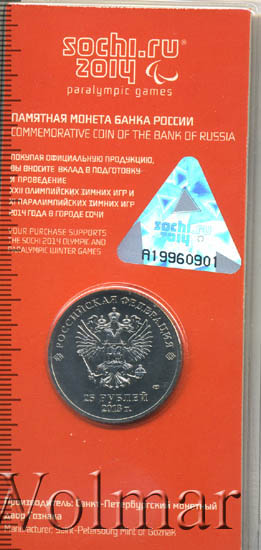 sochi.ru
2014
paralympic games
ПАМЯТНАЯ МОНЕТА БАНКА РОССИИ
COMMEMORATIVE COIN OF THE BANK OF RUSSIA
ПОКУПАЯ ОФИЦИАЛЬНУЮ ПРОДУКЦИЮ,
ВЫ ВНОСИТЕ ВКЛАД В ПОДГОТОВКУ
И ПРОВЕДЕНИЕ
XXII ОЛИМПИЙСКИХ ЗИМНИХ ИГР И
XI ПАРАЛИМПИЙСКИХ ЗИМНИХ ИГР
2014 ГОДА В ГОРОДЕ СОЧИ
YOUR PURCHASE SUPPORTS
THE SOCHI 2014 OLYMPIC AND
PARALYMPIC WINTER GAMES
sochi.ru
2014
A19960901
РОССИЙСКАЯ ФЕДЕРАЦИЯ
25 РУБЛЕЙ
2013 г.
Производитель: Санкт-Петербургский монетный
двор Гознака
Manufacturer: Saint-Petersburg Mint of Goznak
Volmar